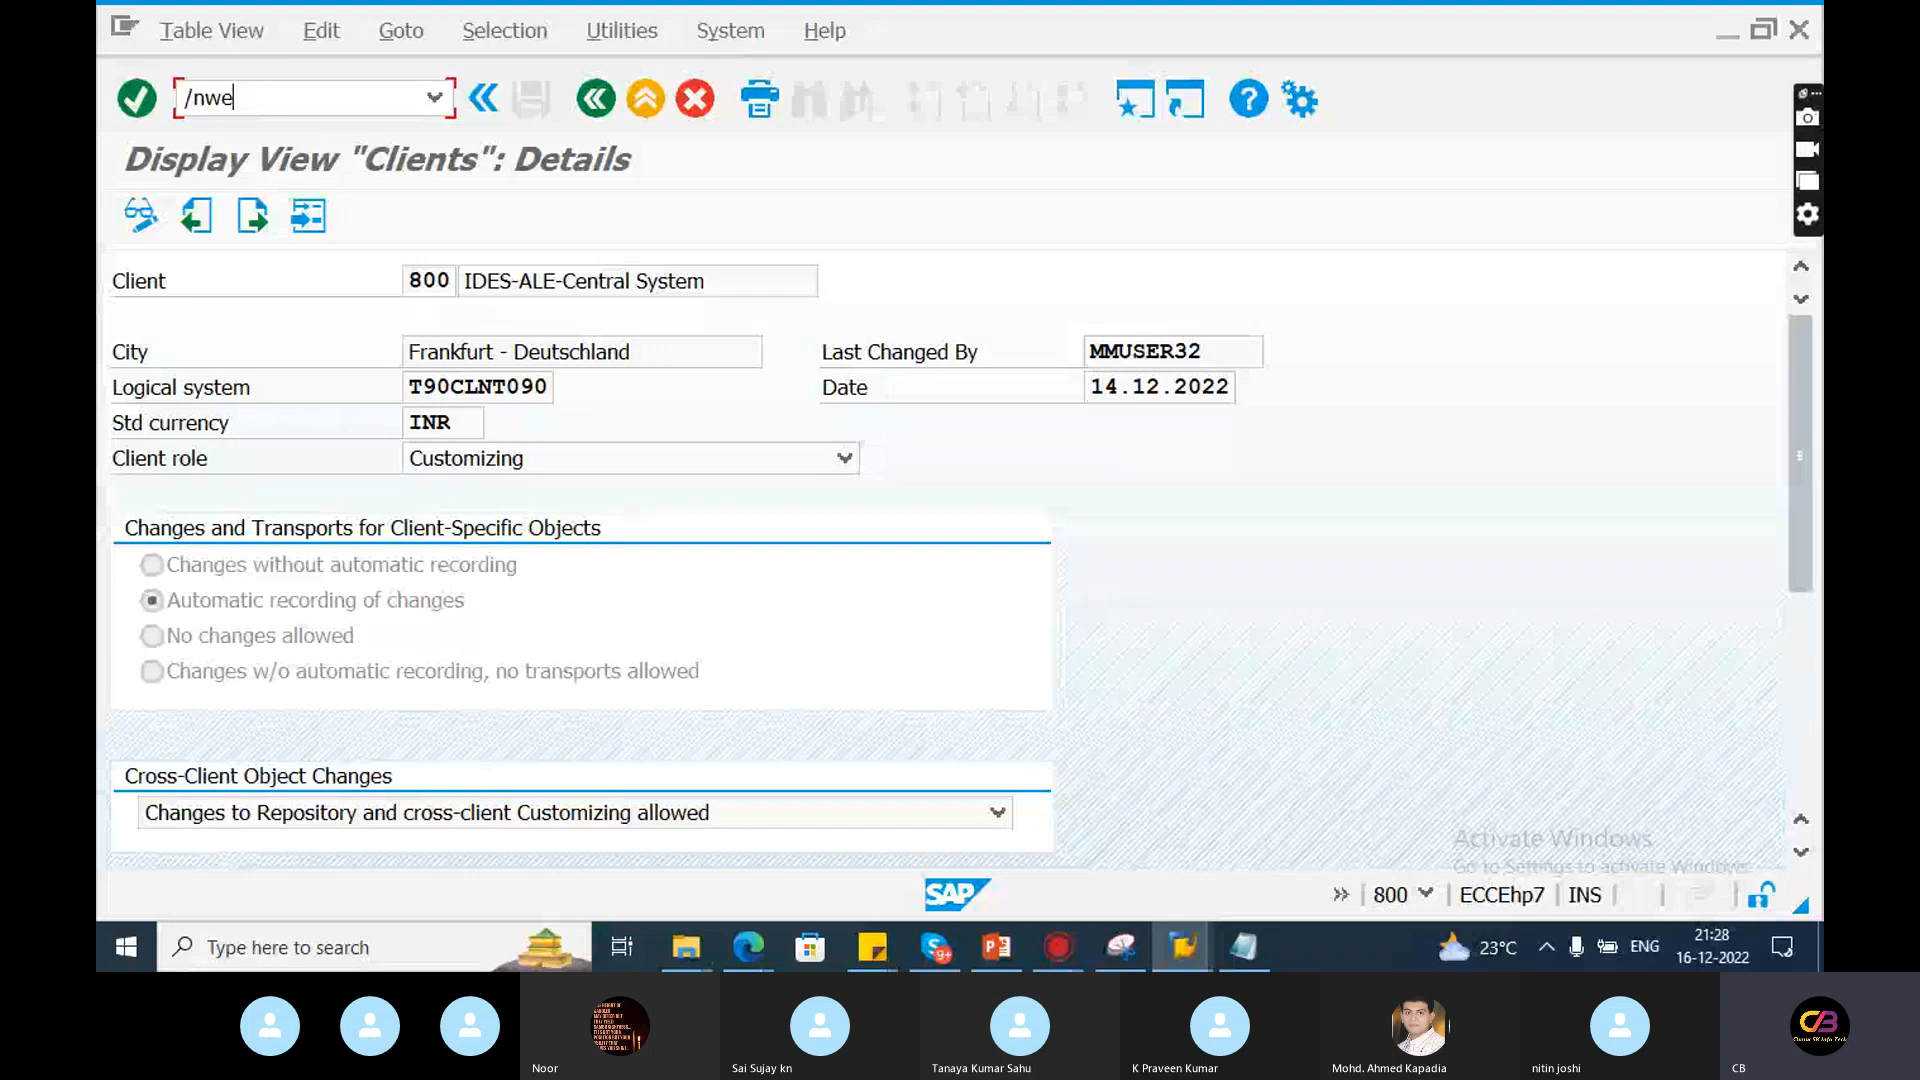 Table View Edit Goto Selection Utilities System Help
/nwe
Display View "Clients": Details
Client 800 IDES-ALE-Central System
City Frankfurt - Deutschland Last Changed By MMUSER32
Logical system T90CLNT090 Date 14.12.2022
Std currency INR
Client role Customizing
Changes and Transports for Client-Specific Objects
Changes without automatic recording
Automatic recording of changes
No changes allowed
Changes w/o automatic recording, no transports allowed
Cross-Client Object Changes
Changes to Repository and cross-client Customizing allowed
Activate Windows
Go to Settings to activate Windows.
SAP 800 ECCEhp7 INS
Type here to search 9+ 23°C ENG 21:28
16-12-2022
Noor Sai Sujay kn Tanaya Kumar Sahu K Praveen Kumar Mohd. Ahmed Kapadia nitin joshi CB